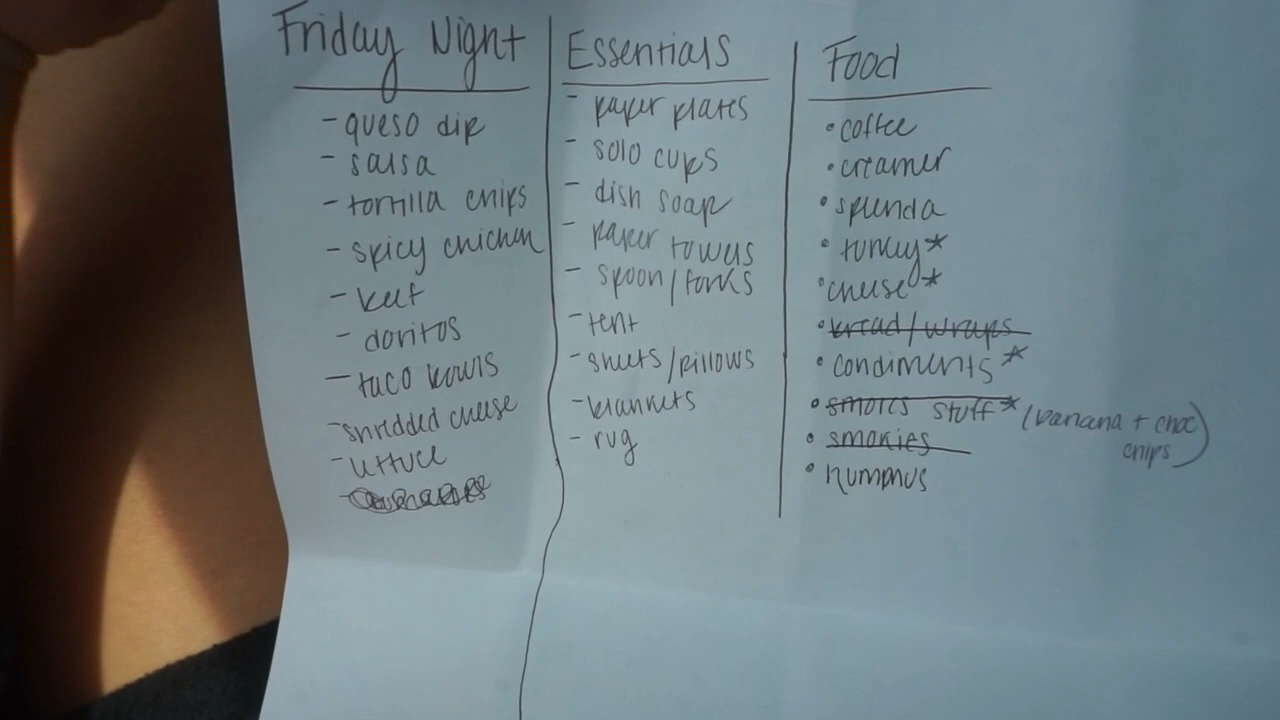 Friday Night
- queso dip
- salsa
- tortilla chips
- spicy chicken
- keef
- doritos
- taco bowls
- shredded cheese
- lettuce
Essentials
- paper plates
- solo cups
- dish soap
- paper towels
- spoon/forks
- tent
- sheets/pillows
- blankets
- rug
Food
• coffee
• creamer
• splenda
• turkey*
• cheese*
• bread/wraps
• condiments*
• smores stuff* (banana + choc
chips)
• smokies
• hummus